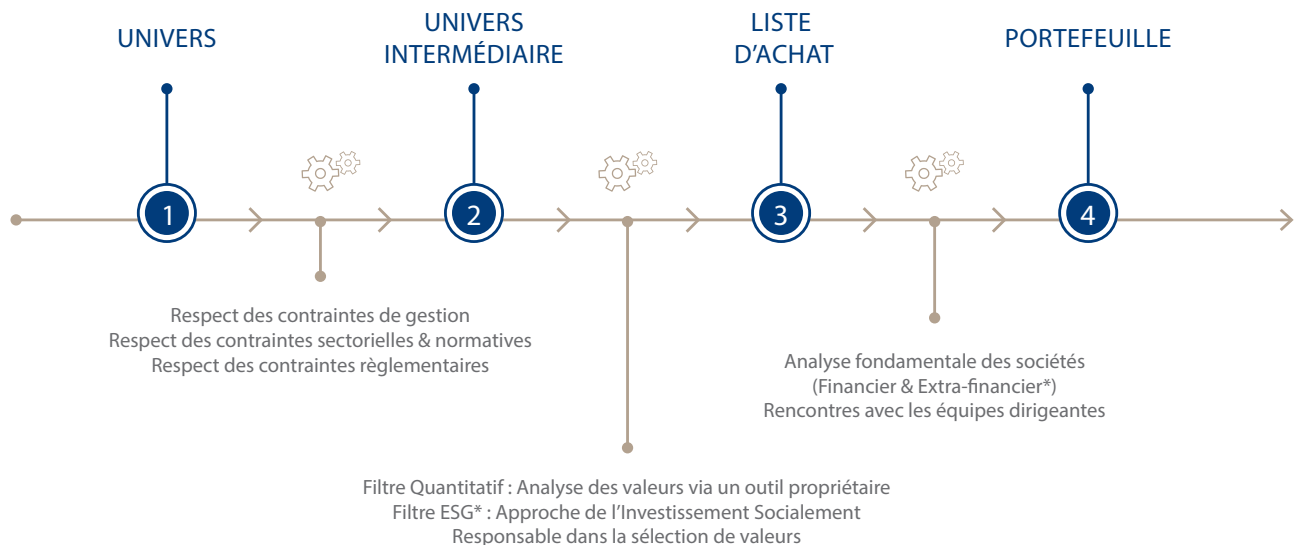 UNIVERS
UNIVERS
INTERMÉDIAIRE
LISTE
D'ACHAT
PORTEFEUILLE
1
2
3
4
Respect des contraintes de gestion
Respect des contraintes sectorielles & normatives
Respect des contraintes règlementaires
Analyse fondamentale des sociétés
(Financier & Extra-financier*)
Rencontres avec les équipes dirigeantes
Filtre Quantitatif : Analyse des valeurs via un outil propriétaire
Filtre ESG* : Approche de l'Investissement Socialement
Responsable dans la sélection de valeurs